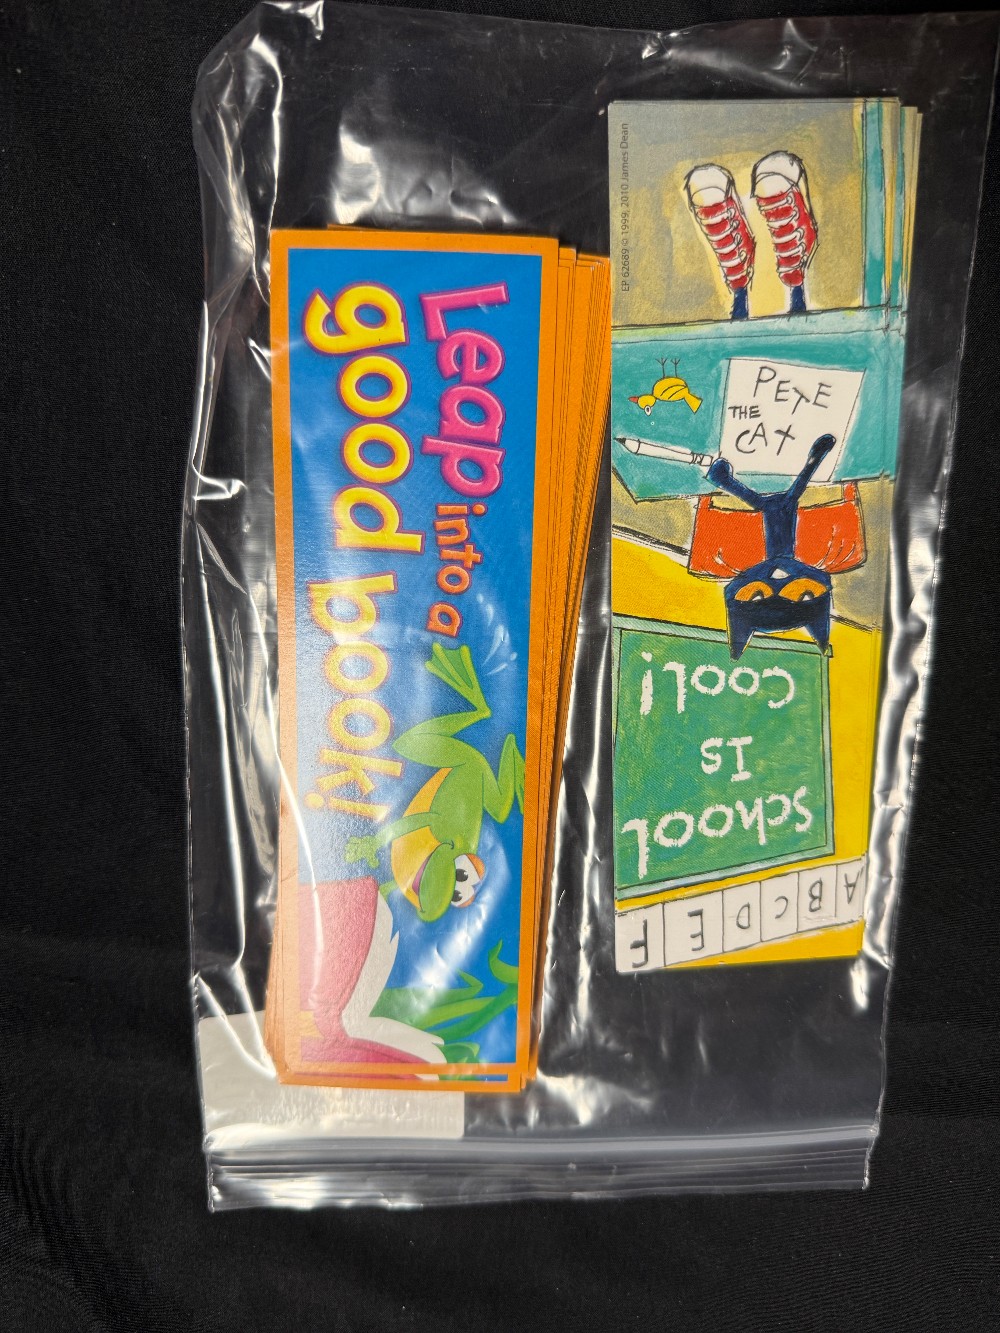 Leap into a
good book!
EP 62689 © 1999, 2010 James Dean
PETE
THE
CAT
SCHOOL
IS
COOL!
A B C D E F